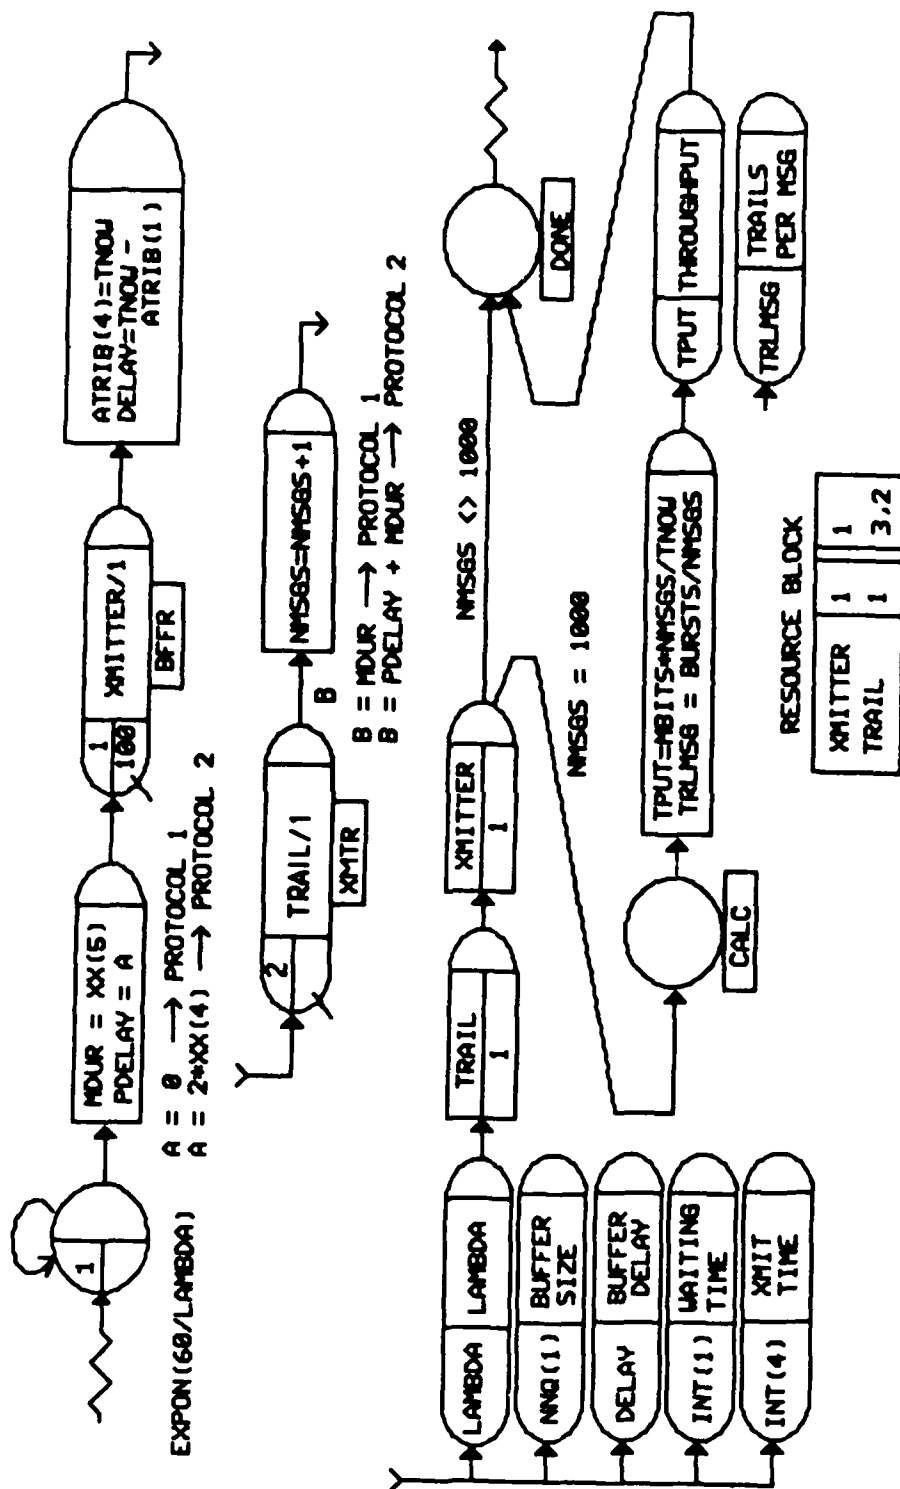 1
EXPON(60/LAMBDA)
MDUR = XX(5)
PDELAY = A
A = 0 → PROTOCOL 1
A = 2*XX(4) → PROTOCOL 2
1
100
XMITTER/1
BFFR
ATRIB(4)=TNOW
DELAY=TNOW -
ATRIB(1)
2
TRAIL/1
XMTR
B
NMSGS=NMSGS+1
B = MDUR → PROTOCOL 1
B = PDELAY + MDUR → PROTOCOL 2
LAMBDA LAMBDA
NNQ(1) BUFFER SIZE
DELAY BUFFER DELAY
INT(1) WAITING TIME
INT(4) XMIT TIME
TRAIL
1
XMITTER
1
NMSGS <> 1000
DONE
NMSGS = 1000
CALC
TPUT=MBITS*NMSGS/TNOW
TRLMSG = BURSTS/NMSGS
TPUT THROUGHPUT
TRLMSG TRAILS PER MSG
RESOURCE BLOCK
XMITTER 1 1
TRAIL 1 3,2